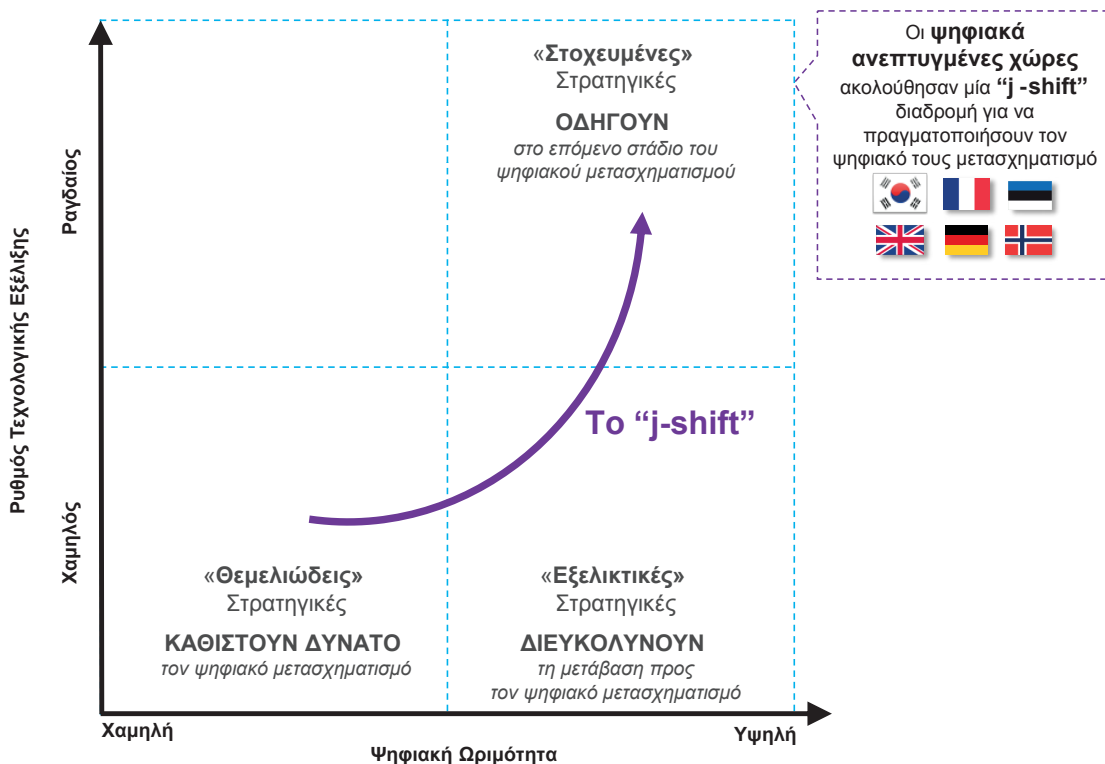 «Στοχευμένες»
Στρατηγικές
ΟΔΗΓΟΥΝ
στο επόμενο στάδιο του
ψηφιακού μετασχηματισμού
Οι ψηφιακά
ανεπτυγμένες χώρες
ακολούθησαν μία “j -shift”
διαδρομή για να
πραγματοποιήσουν τον
ψηφιακό τους μετασχηματισμό
Ρυθμός Τεχνολογικής Εξέλιξης
Ραγδαίος
Χαμηλός
Το “j-shift”
«Θεμελιώδεις»
Στρατηγικές
ΚΑΘΙΣΤΟΥΝ ΔΥΝΑΤΟ
τον ψηφιακό μετασχηματισμό
«Εξελικτικές»
Στρατηγικές
ΔΙΕΥΚΟΛΥΝΟΥΝ
τη μετάβαση προς
τον ψηφιακό μετασχηματισμό
Χαμηλή
Υψηλή
Ψηφιακή Ωριμότητα